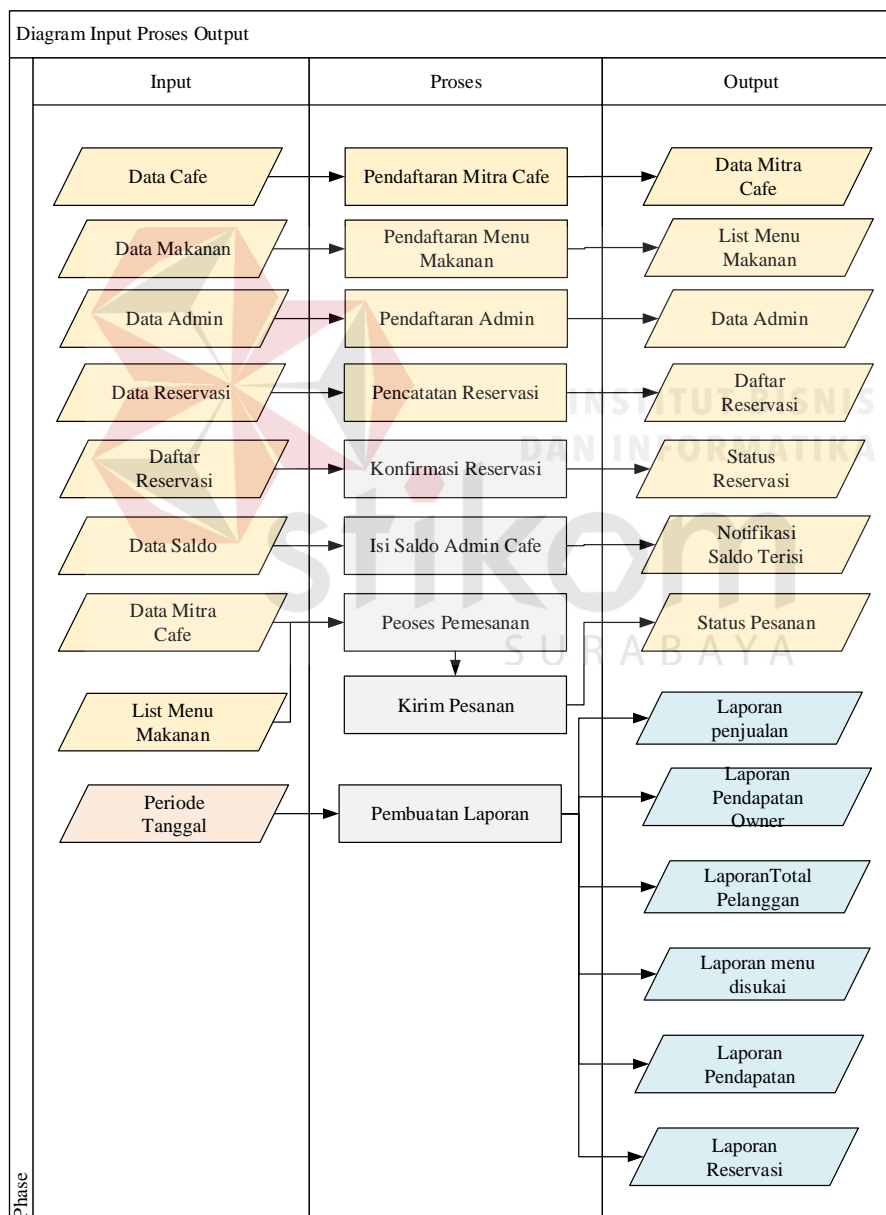 Diagram Input Proses Output
Input
Proses
Output
Data Cafe
Pendaftaran Mitra Cafe
Data Mitra
Cafe
Data Makanan
Pendaftaran Menu
Makanan
List Menu
Makanan
Data Admin
Pendaftaran Admin
Data Admin
Data Reservasi
Pencatatan Reservasi
Daftar
Reservasi
INSTITUT BISNIS
DAN INFORMATIKA
Daftar
Reservasi
Konfirmasi Reservasi
Status
Reservasi
stikom
Data Saldo
Isi Saldo Admin Cafe
Notifikasi
Saldo Terisi
Data Mitra
Cafe
Peoses Pemesanan
Status Pesanan
SURABAYA
List Menu
Makanan
Kirim Pesanan
Laporan
penjualan
Periode
Tanggal
Pembuatan Laporan
Laporan
Pendapatan
Owner
LaporanTotal
Pelanggan
Laporan menu
disukai
Laporan
Pendapatan
Laporan
Reservasi
Phase